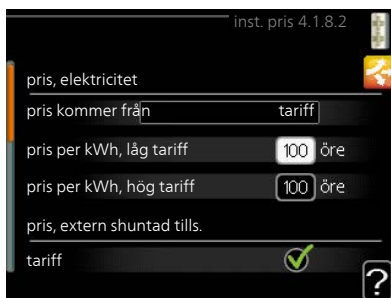 inst. pris 4.1.8.2
pris, elektricitet
pris kommer från tariff
pris per kWh, låg tariff 100 öre
pris per kWh, hög tariff 100 öre
pris, extern shuntad tills.
tariff
?